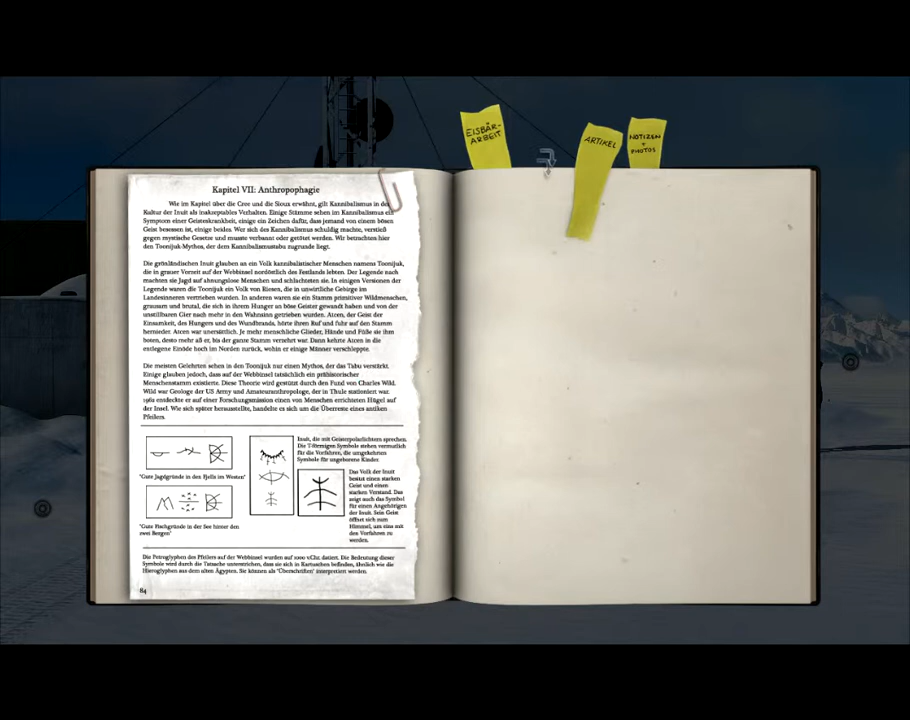 EISBÄR-
ARBEIT
ARTIKEL
NOTIZEN
+
PHOTOS
Kapitel VII: Anthropophagie
Wie im Kapitel über die Cree und die Sioux erwähnt, gilt Kannibalismus in der
Kultur der Inuit als inakzeptables Verhalten. Einige Stämme sehen im Kannibalismus ein
Symptom einer Geisteskrankheit, einige ein Zeichen dafür, dass jemand von einem bösen
Geist besessen ist, einige beides. Wer sich des Kannibalismus schuldig machte, verstieß
gegen mystische Gesetze und musste verbannt oder getötet werden. Wir betrachten hier
den Toonijuk-Mythos, der dem Kannibalismustabu zugrunde liegt.
Die grönländischen Inuit glauben an ein Volk kannibalistischer Menschen namens Toonijuk,
die in grauer Vorzeit auf der Webbinsel nordöstlich des Festlands lebten. Der Legende nach
machten sie Jagd auf ahnungslose Menschen und schlachteten sie. In einigen Versionen der
Legende waren die Toonijuk ein Volk von Riesen, die in unwirtliche Gebirge im
Landesinneren vertrieben wurden. In anderen waren sie ein Stamm primitiver Wildmenschen,
grausam und brutal, die sich in ihrem Hunger an böse Geister gewandt haben und von der
unstillbaren Gier nach mehr in den Wahnsinn getrieben wurden. Atcen, der Geist der
Einsamkeit, des Hungers und des Wundbrands, hörte ihren Ruf und fuhr auf den Stamm
hernieder. Atcen war unersättlich. Je mehr menschliche Glieder, Hände und Füße sie ihm
boten, desto mehr aß er, bis der ganze Stamm verzehrt war. Dann kehrte Atcen in die
entlegene Einöde hoch im Norden zurück, wohin er einige Männer verschleppte.
Die meisten Gelehrten sehen in den Toonijuk nur einen Mythos, der das Tabu verstärkt.
Einige glauben jedoch, dass auf der Webbinsel tatsächlich ein prähistorischer
Menschenstamm existierte. Diese Theorie wird gestützt durch den Fund von Charles Wild.
Wild war Geologe der US Army und Amateuranthropologe, der in Thule stationiert war.
1962 entdeckte er auf einer Forschungsmission einen von Menschen errichteten Hügel auf
der Insel. Wie sich später herausstellte, handelte es sich um die Überreste eines antiken
Pfeilers.
Inuit, die mit Geisterpolarlichtern sprechen.
Die T-förmigen Symbole stehen vermutlich
für die Vorfahren, die umgekehrten
Symbole für ungeborene Kinder.
"Gute Jagdgründe in den Fjells im Westen"
Das Volk der Inuit
besitzt einen starken
Geist und einen
starken Verstand. Das
zeigt auch das Symbol
für einen Angehörigen
der Inuit. Sein Geist
öffnet sich zum
Himmel, um eins mit
den Vorfahren zu
werden.
"Gute Fischgründe in der See hinter den
zwei Bergen"
Die Petroglyphen des Pfeilers auf der Webbinsel wurden auf 1000 v.Chr. datiert. Die Bedeutung dieser
Symbole wird durch die Tatsache unterstrichen, dass sie sich in Kartuschen befinden, ähnlich wie die
Hieroglyphen aus dem alten Ägypten. Sie können als "Überschriften" interpretiert werden.
84